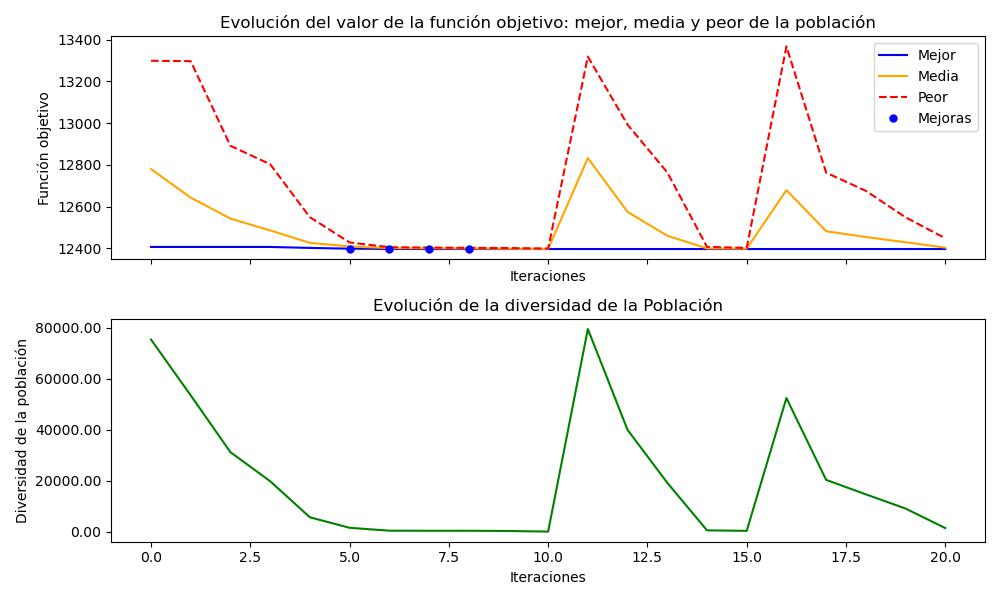 Evolución del valor de la función objetivo: mejor, media y peor de la población
13400
13200
13000
12800
12600
12400
Función objetivo
Mejor
Media
Peor
Mejoras
Iteraciones
Evolución de la diversidad de la Población
80000.00
60000.00
40000.00
20000.00
0.00
Diversidad de la población
0.0 2.5 5.0 7.5 10.0 12.5 15.0 17.5 20.0
Iteraciones